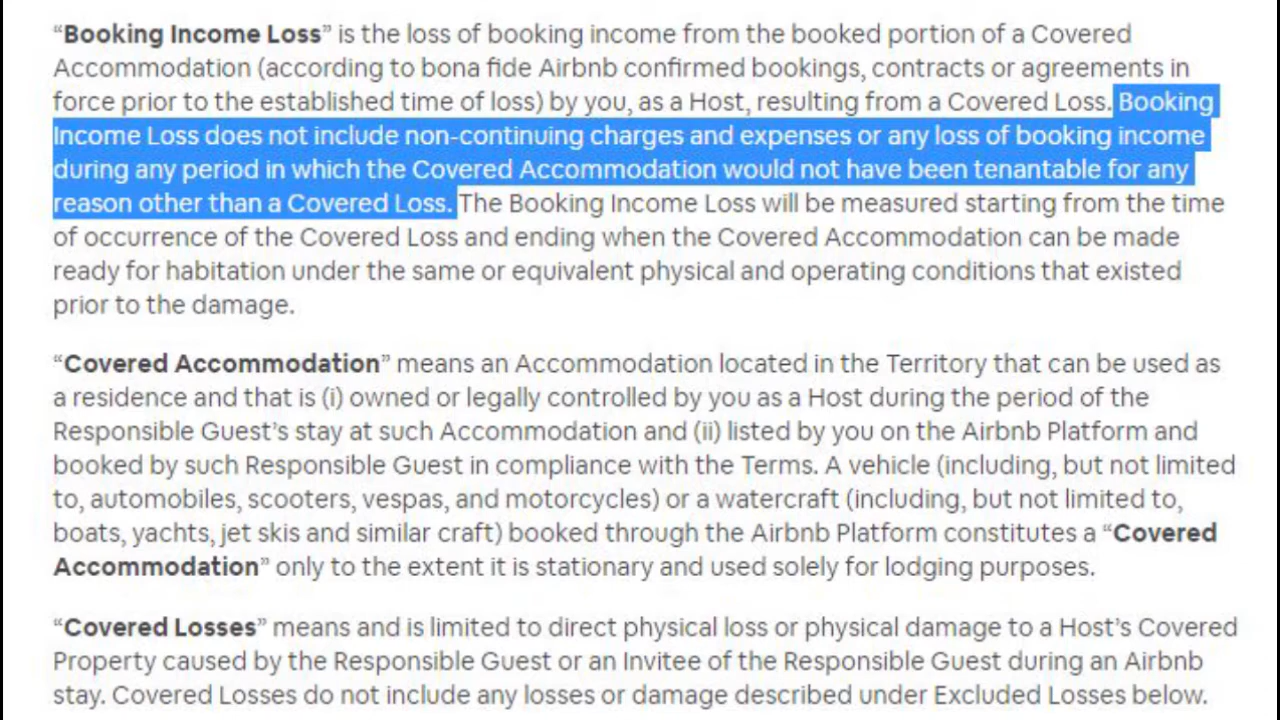 “Booking Income Loss” is the loss of booking income from the booked portion of a Covered
Accommodation (according to bona fide Airbnb confirmed bookings, contracts or agreements in
force prior to the established time of loss) by you, as a Host, resulting from a Covered Loss. Booking
Income Loss does not include non-continuing charges and expenses or any loss of booking income
during any period in which the Covered Accommodation would not have been tenantable for any
reason other than a Covered Loss. The Booking Income Loss will be measured starting from the time
of occurrence of the Covered Loss and ending when the Covered Accommodation can be made
ready for habitation under the same or equivalent physical and operating conditions that existed
prior to the damage.
“Covered Accommodation” means an Accommodation located in the Territory that can be used as
a residence and that is (i) owned or legally controlled by you as a Host during the period of the
Responsible Guest’s stay at such Accommodation and (ii) listed by you on the Airbnb Platform and
booked by such Responsible Guest in compliance with the Terms. A vehicle (including, but not limited
to, automobiles, scooters, vespas, and motorcycles) or a watercraft (including, but not limited to,
boats, yachts, jet skis and similar craft) booked through the Airbnb Platform constitutes a “Covered
Accommodation” only to the extent it is stationary and used solely for lodging purposes.
“Covered Losses” means and is limited to direct physical loss or physical damage to a Host’s Covered
Property caused by the Responsible Guest or an Invitee of the Responsible Guest during an Airbnb
stay. Covered Losses do not include any losses or damage described under Excluded Losses below.